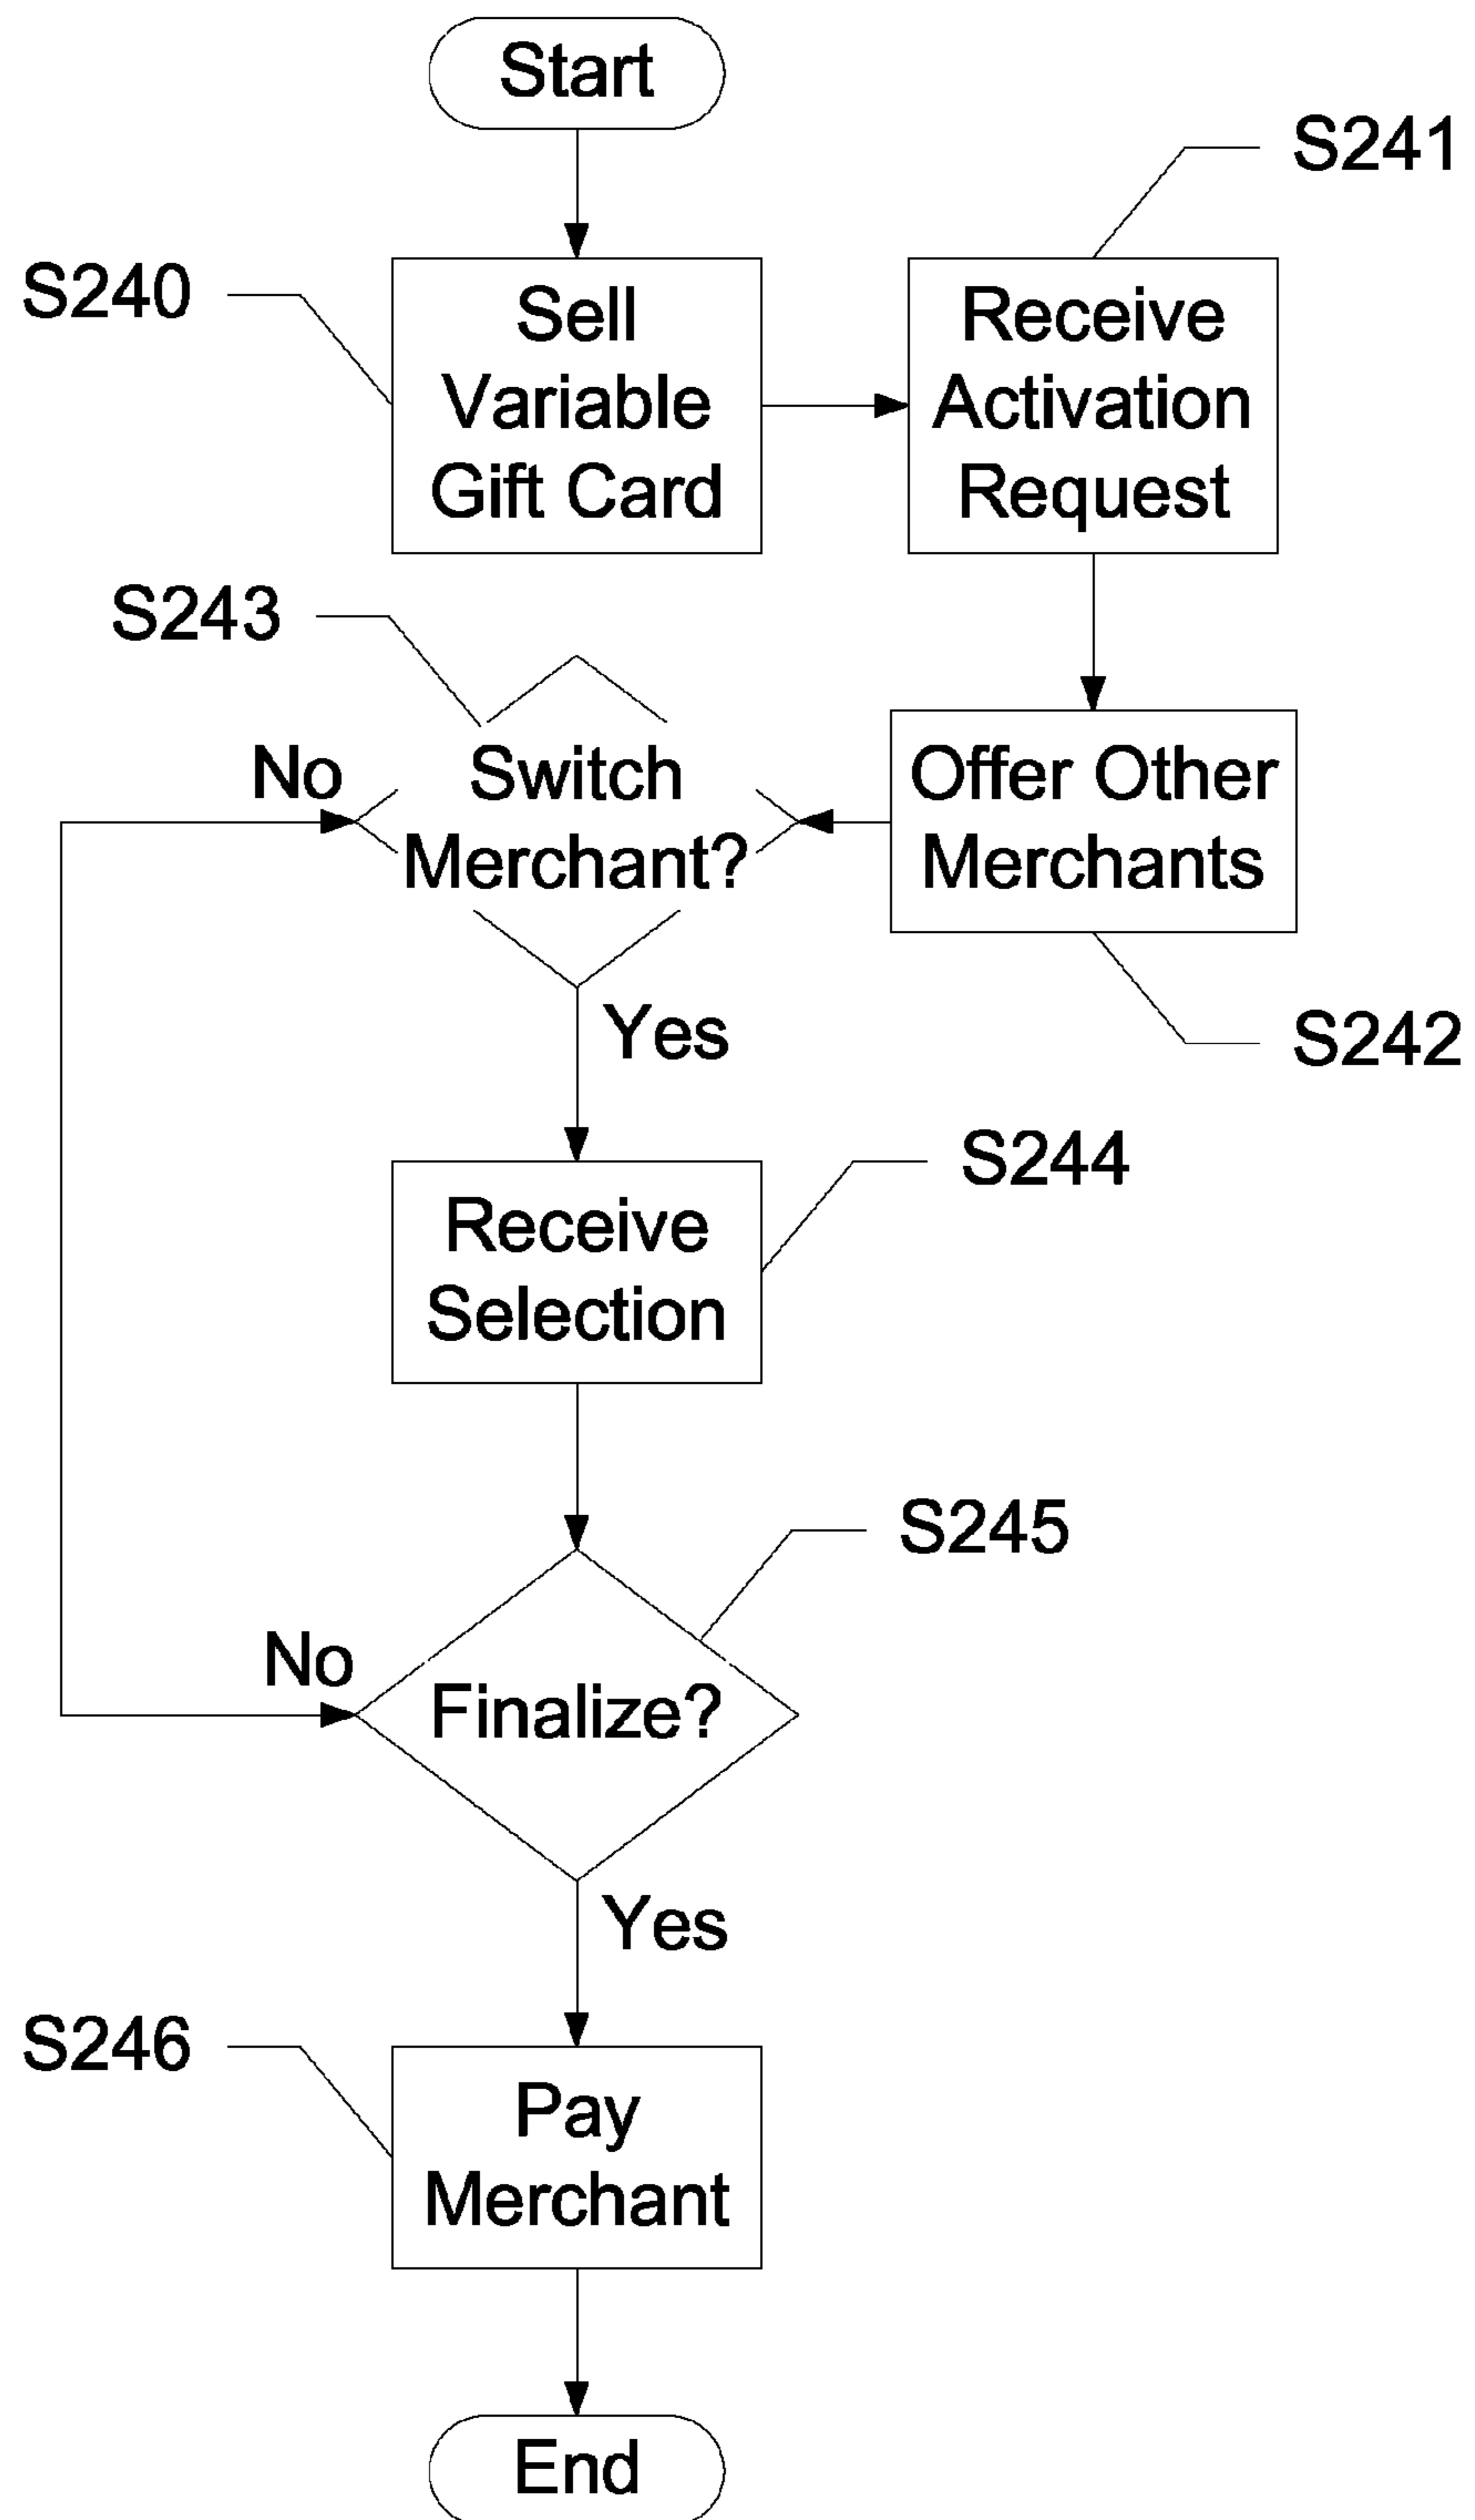 Start
S241
S240
Sell
Variable
Gift Card
Receive
Activation
Request
S243
No
Switch
Merchant?
Offer Other
Merchants
Yes
S242
S244
Receive
Selection
S245
No
Finalize?
Yes
S246
Pay
Merchant
End